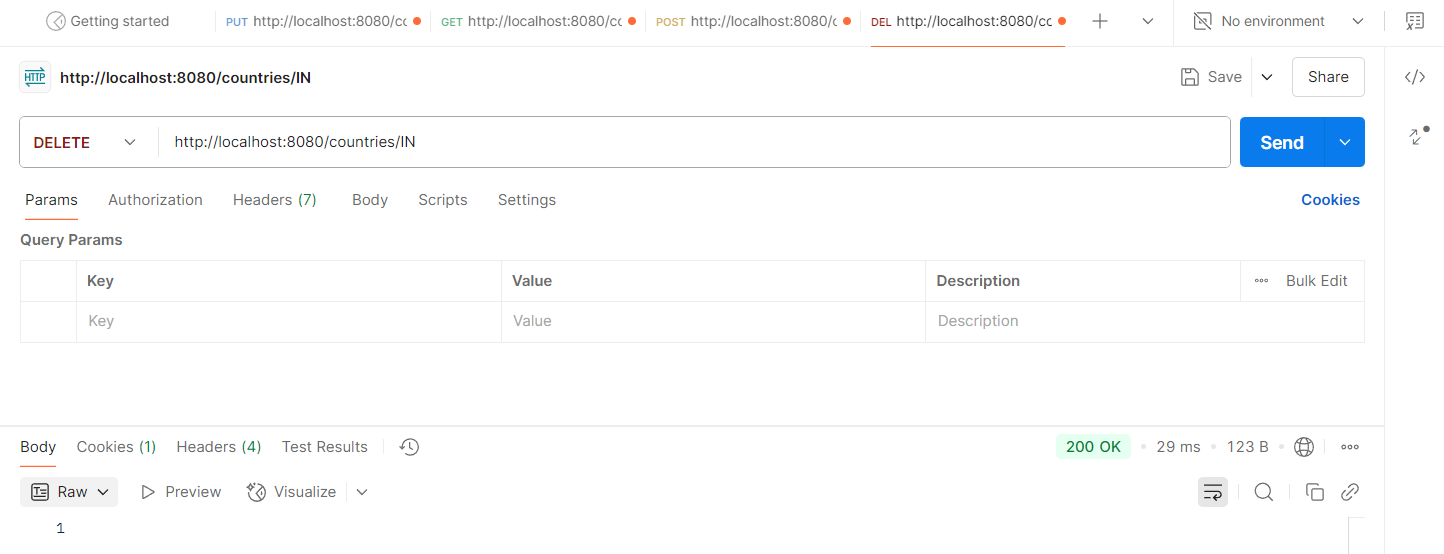 Getting started PUT http://localhost:8080/cc GET http://localhost:8080/cc POST http://localhost:8080/c DEL http://localhost:8080/cc No environment
HTTP http://localhost:8080/countries/IN Save Share
DELETE http://localhost:8080/countries/IN Send
Params Authorization Headers (7) Body Scripts Settings Cookies
Query Params
Key Value Description Bulk Edit
Key Value Description
Body Cookies (1) Headers (4) Test Results 200 OK 29 ms 123 B
Raw Preview Visualize
1